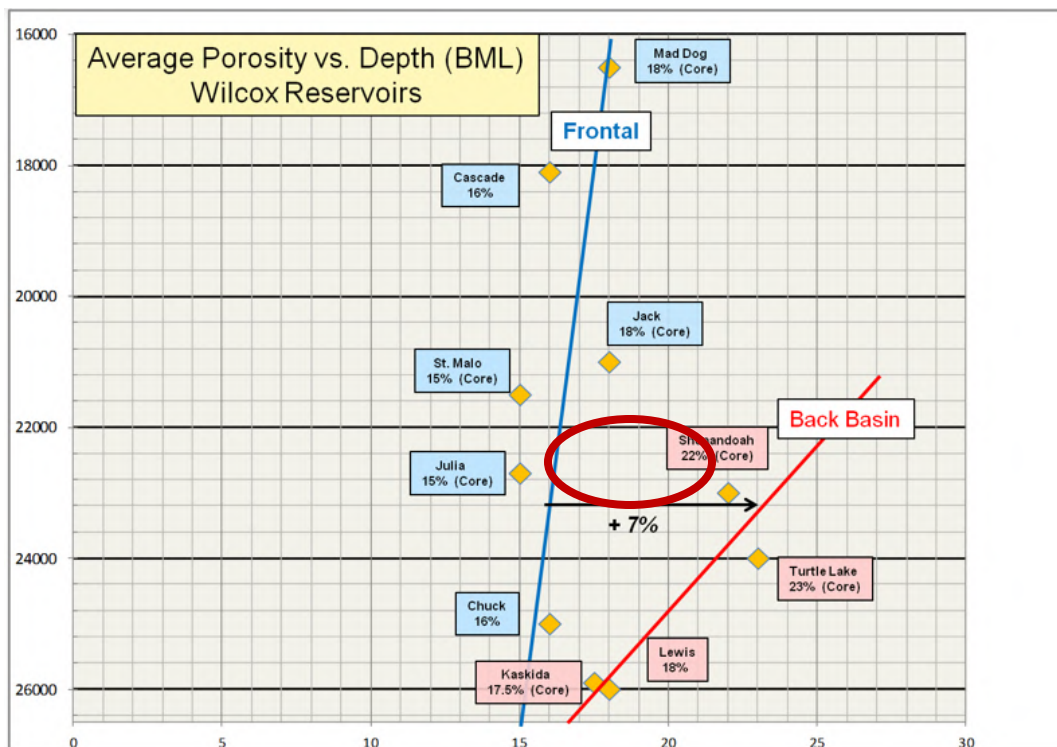 Average Porosity vs. Depth (BML)
Wilcox Reservoirs
16000
Mad Dog
18% (Core)
Frontal
18000
Cascade
16%
20000
Jack
18% (Core)
St. Malo
15% (Core)
22000
Back Basin
Shenandoah
22% (Core)
Julia
15% (Core)
+ 7%
24000
Turtle Lake
23% (Core)
Chuck
16%
Lewis
18%
Kaskida
17.5% (Core)
26000
0 5 10 15 20 25 30